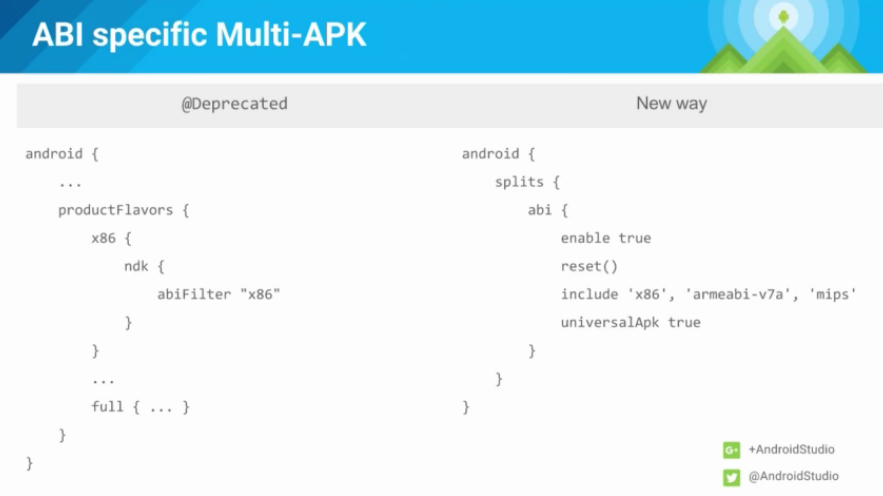 ABI specific Multi-APK
@Deprecated
android {
...
productFlavors {
x86 {
ndk {
abiFilter "x86"
}
}
...
full { ... }
}
}
New way
android {
splits {
abi {
enable true
reset()
include 'x86', 'armeabi-v7a', 'mips'
universalApk true
}
}
}
G+ +AndroidStudio
@AndroidStudio